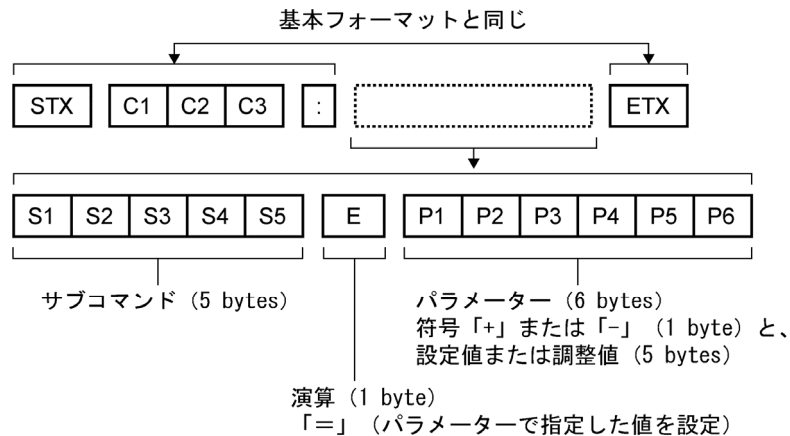 基本フォーマットと同じ
STX C1 C2 C3 : ETX
S1 S2 S3 S4 S5 E P1 P2 P3 P4 P5 P6
サブコマンド(5 bytes)
パラメーター(6 bytes)
符号「+」または「-」(1 byte)と、
設定値または調整値(5 bytes)
演算(1 byte)
「=」(パラメーターで指定した値を設定)